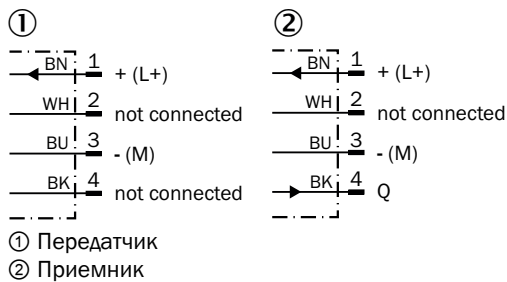 ① ②
BN 1 + (L+) BN 1 + (L+)
WH 2 not connected WH 2 not connected
BU 3 - (M) BU 3 - (M)
BK 4 not connected BK 4 Q
① Передатчик
② Приемник